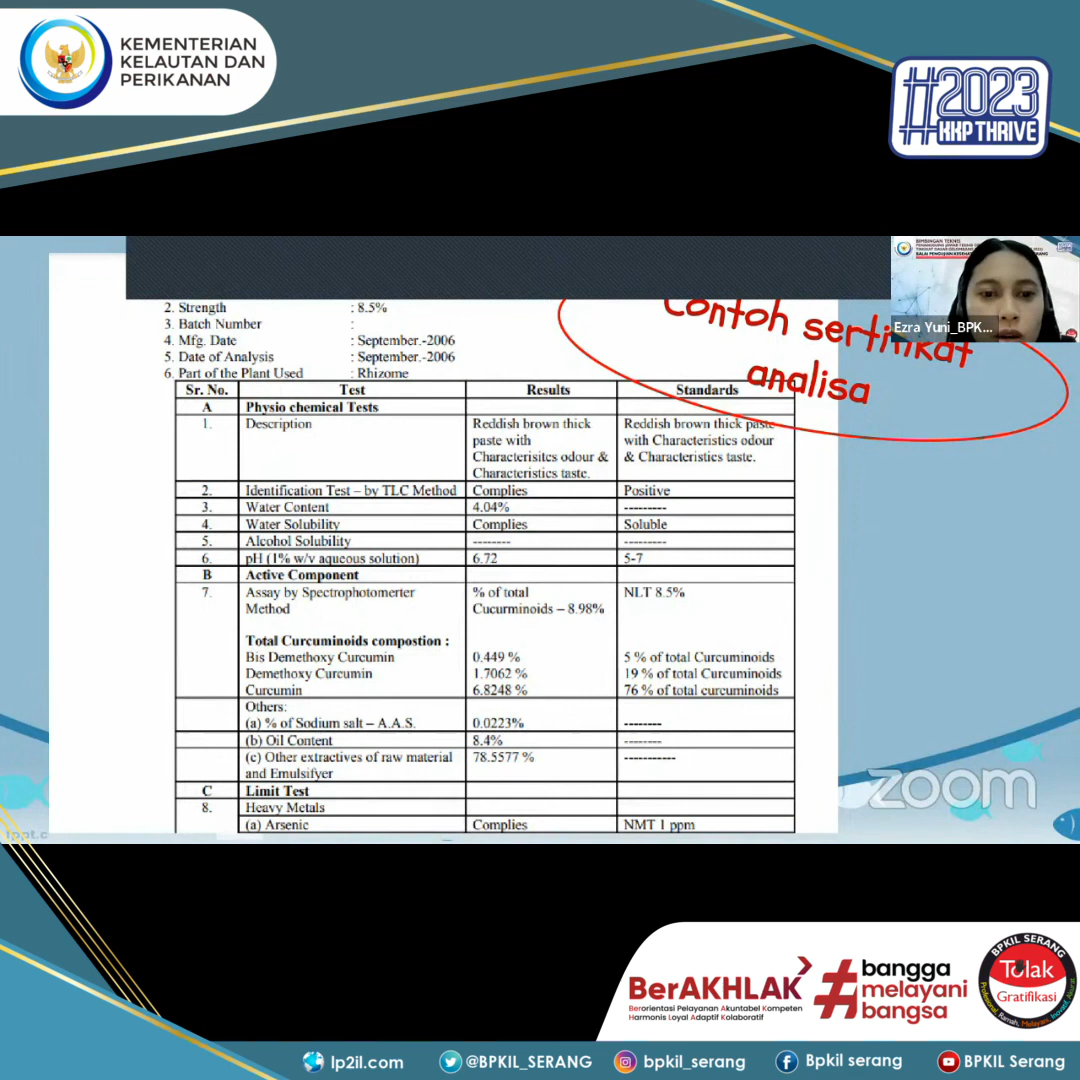 KEMENTERIAN
KELAUTAN DAN
PERIKANAN
#2023
KKP THRIVE
BIMBINGAN TEKNIS
Ezra Yuni_BPK...
Contoh sertifikat
analisa
2. Strength : 8.5%
3. Batch Number :
4. Mfg. Date : September.-2006
5. Date of Analysis : September.-2006
6. Part of the Plant Used : Rhizome
Sr. No. Test Results Standards
A Physio chemical Tests
1. Description Reddish brown thick Reddish brown thick paste
paste with with Characteristics odour
Characterisitcs odour & & Characteristics taste.
Characteristics taste.
2. Identification Test – by TLC Method Complies Positive
3. Water Content 4.04% ---------
4. Water Solubility Complies Soluble
5. Alcohol Solubility -------- ---------
6. pH (1% w/v aqueous solution) 6.72 5-7
B Active Component
7. Assay by Spectrophotomerter % of total NLT 8.5%
Method Cucurminoids – 8.98%
Total Curcuminoids compostion :
Bis Demethoxy Curcumin 0.449 % 5 % of total Curcuminoids
Demethoxy Curcumin 1.7062 % 19 % of total Curcuminoids
Curcumin 6.8248 % 76 % of total curcuminoids
Others:
(a) % of Sodium salt – A.A.S. 0.0223% --------
(b) Oil Content 8.4% --------
(c) Other extractives of raw material 78.5577 % -----------
and Emulsifyer
C Limit Test
8. Heavy Metals
(a) Arsenic Complies NMT 1 ppm
zoom
BerAKHLAK
Berorientasi Pelayanan Akuntabel Kompeten
Harmonis Loyal Adaptif Kolaboratif
#bangga
melayani
bangsa
BPKIL SERANG
Tolak
Gratifikasi
Profesional, Ramah, Melayani, Inovatif, Akurat
lp2il.com
@BPKIL_SERANG
bpkil_serang
Bpkil serang
BPKIL Serang